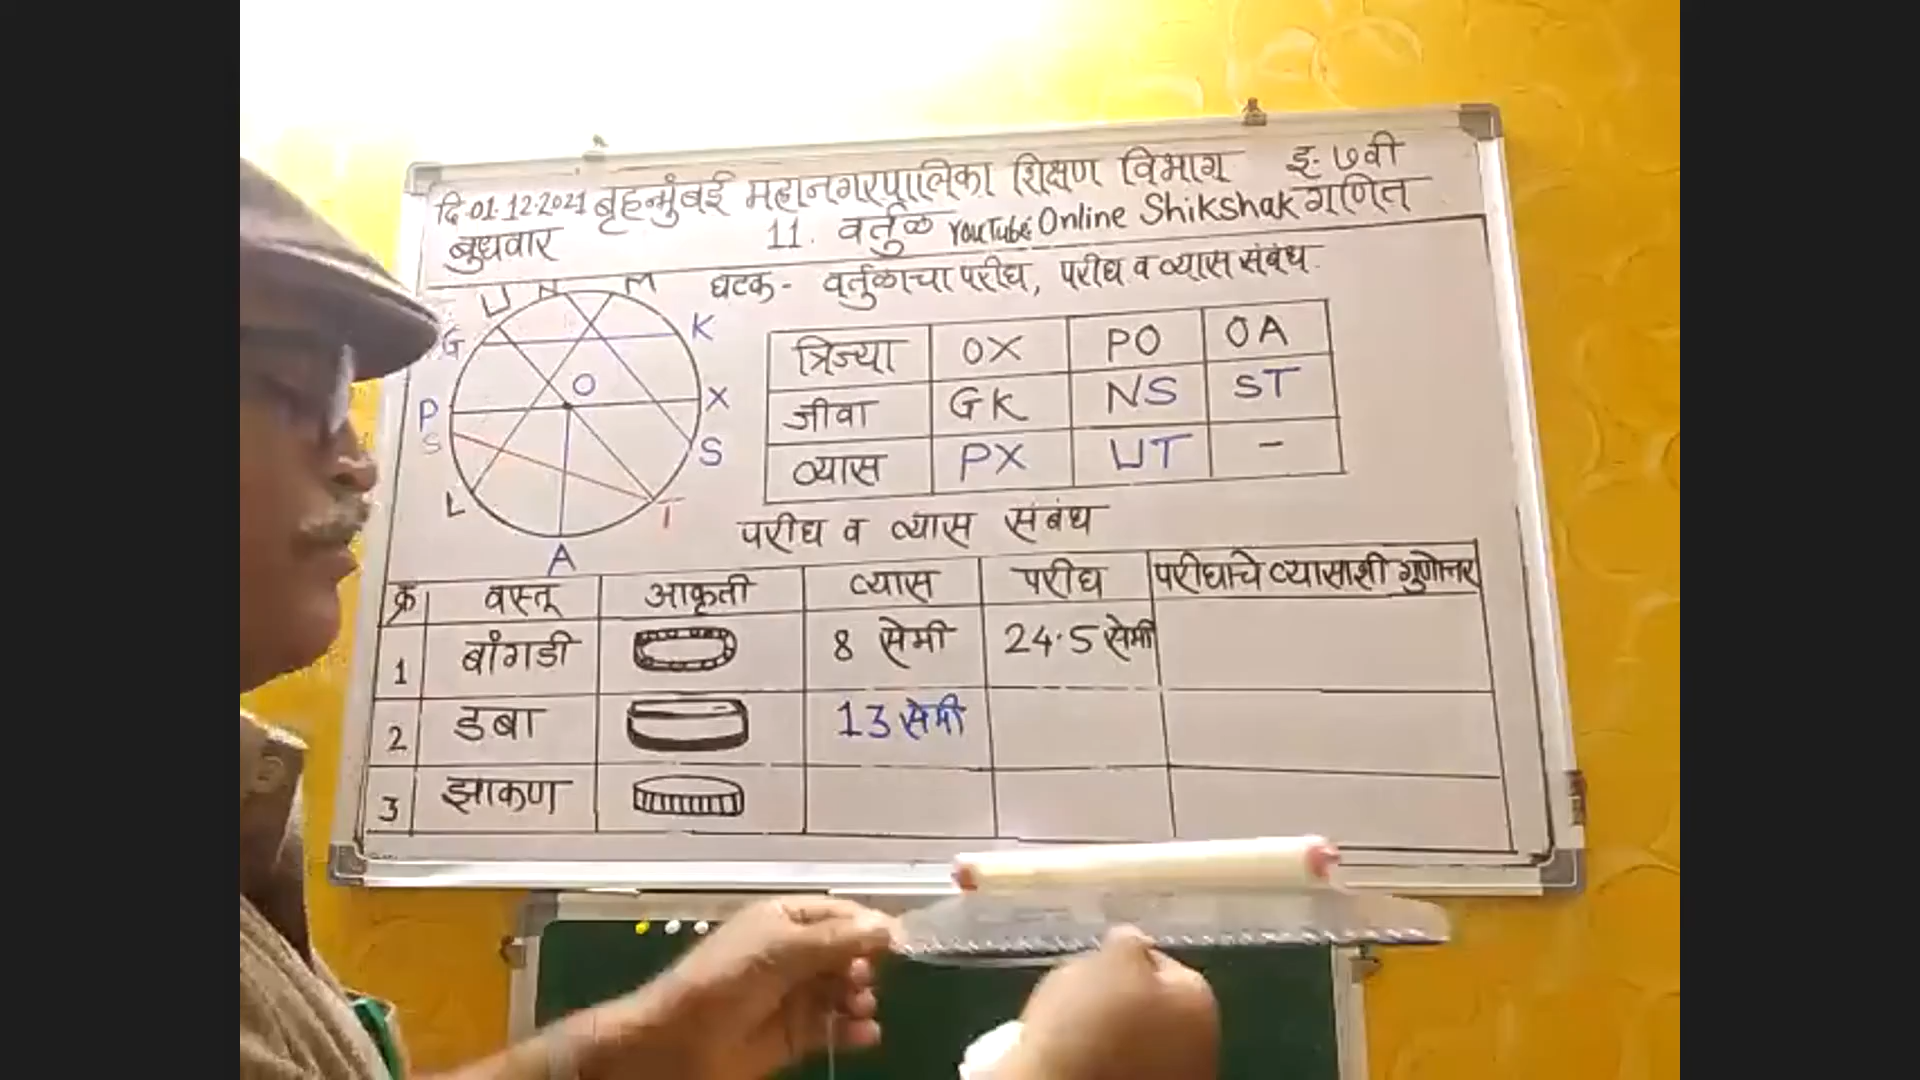 दि.01.12.2021 बृहन्मुंबई महानगरपालिका शिक्षण विभाग इ. ७वी
बुधवार 11. वर्तुळ YouTube: Online Shikshak गणित
घटक - वर्तुळाचा परीघ, परीघ व व्यास संबंध.
U N M
G K
O
P X
S S
L T
A
त्रिज्या OX PO OA
जीवा GK NS ST
व्यास PX UT -
परीघ व व्यास संबंध
क्र वस्तू आकृती व्यास परीघ परीघाचे व्यासाशी गुणोत्तर
1 बांगडी 8 सेमी 24.5 सेमी
2 डबा 13 सेमी
3 झाकण